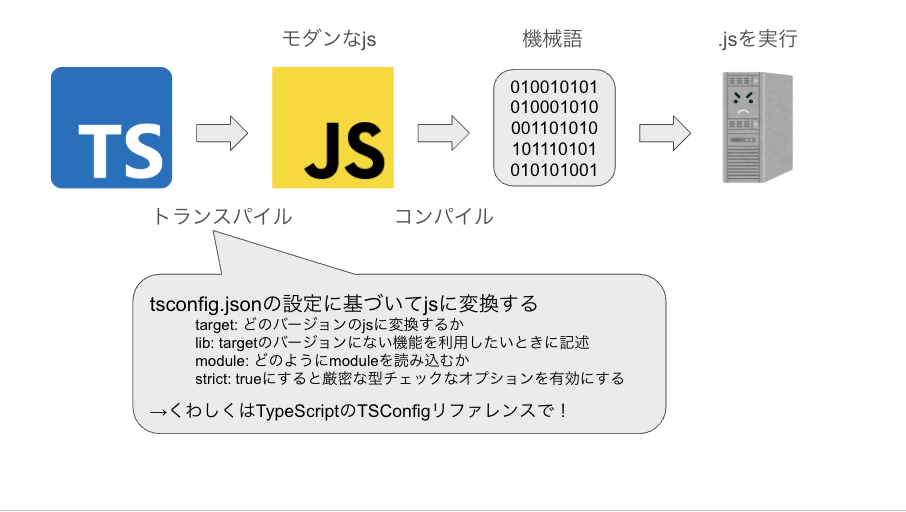 モダンなjs
機械語
.jsを実行
TS
JS
010010101
010001010
001101010
101110101
010101001
トランスパイル
コンパイル
tsconfig.jsonの設定に基づいてjsに変換する
target: どのバージョンのjsに変換するか
lib: targetのバージョンにない機能を利用したいときに記述
module: どのようにmoduleを読み込むか
strict: trueにすると厳密な型チェックなオプションを有効にする
→くわしくはTypeScriptのTSConfigリファレンスで！